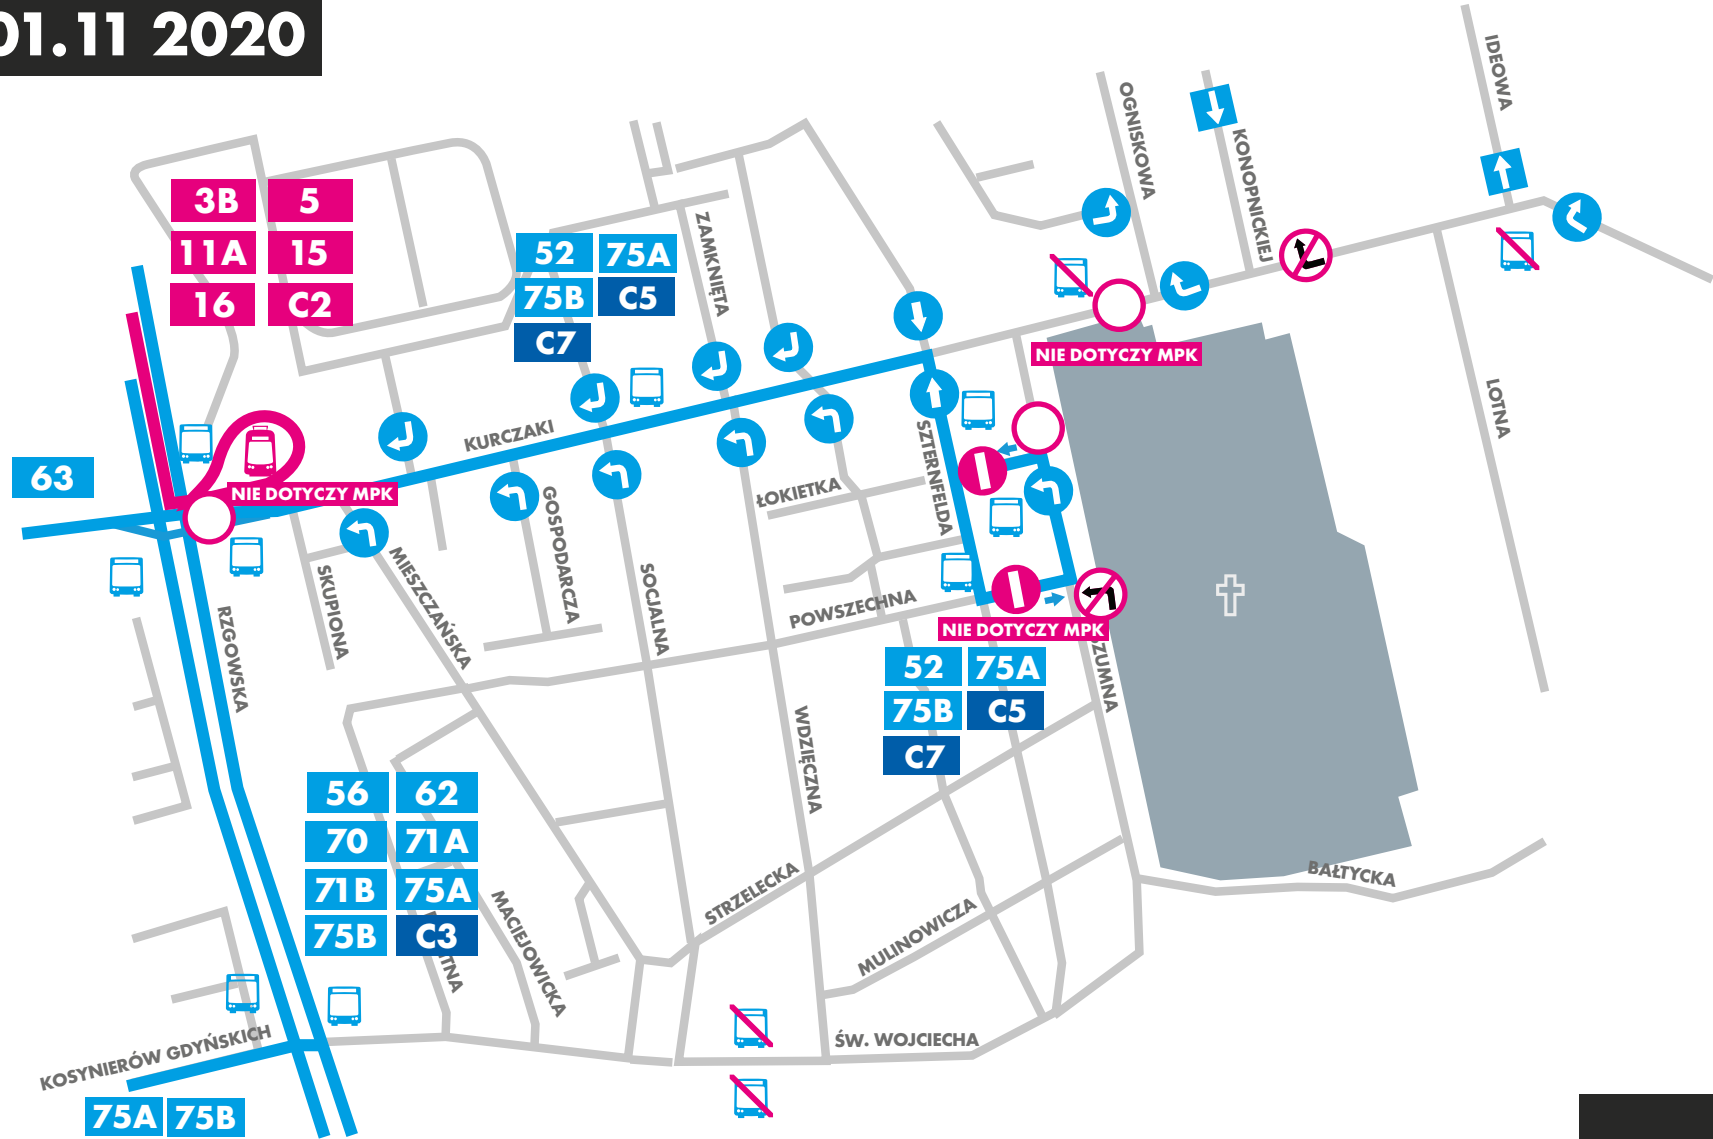 01.11 2020
IDEOWA
OGNISKOWA
KONOPNICKIEJ
3B 5
11A 15
16 C2
ZAMKNIĘTA
52 75A
75B C5
C7
NIE DOTYCZY MPK
LOTNA
KURCZAKI
SZTERNFELDA
63
NIE DOTYCZY MPK
ŁOKIETKA
GOSPODARCZA
MIESZCZAŃSKA
SKUPIONA
SOCJALNA
POWSZECHNA
RZGOWSKA
NIE DOTYCZY MPK
ZUMNA
52 75A
75B C5
C7
WDZIĘCZNA
56 62
70 71A
71B 75A
75B C3
TNA
MACIEJOWICKA
STRZELECKA
MULINOWICZA
BAŁTYCKA
KOSYNIERÓW GDYŃSKICH
ŚW. WOJCIECHA
75A 75B